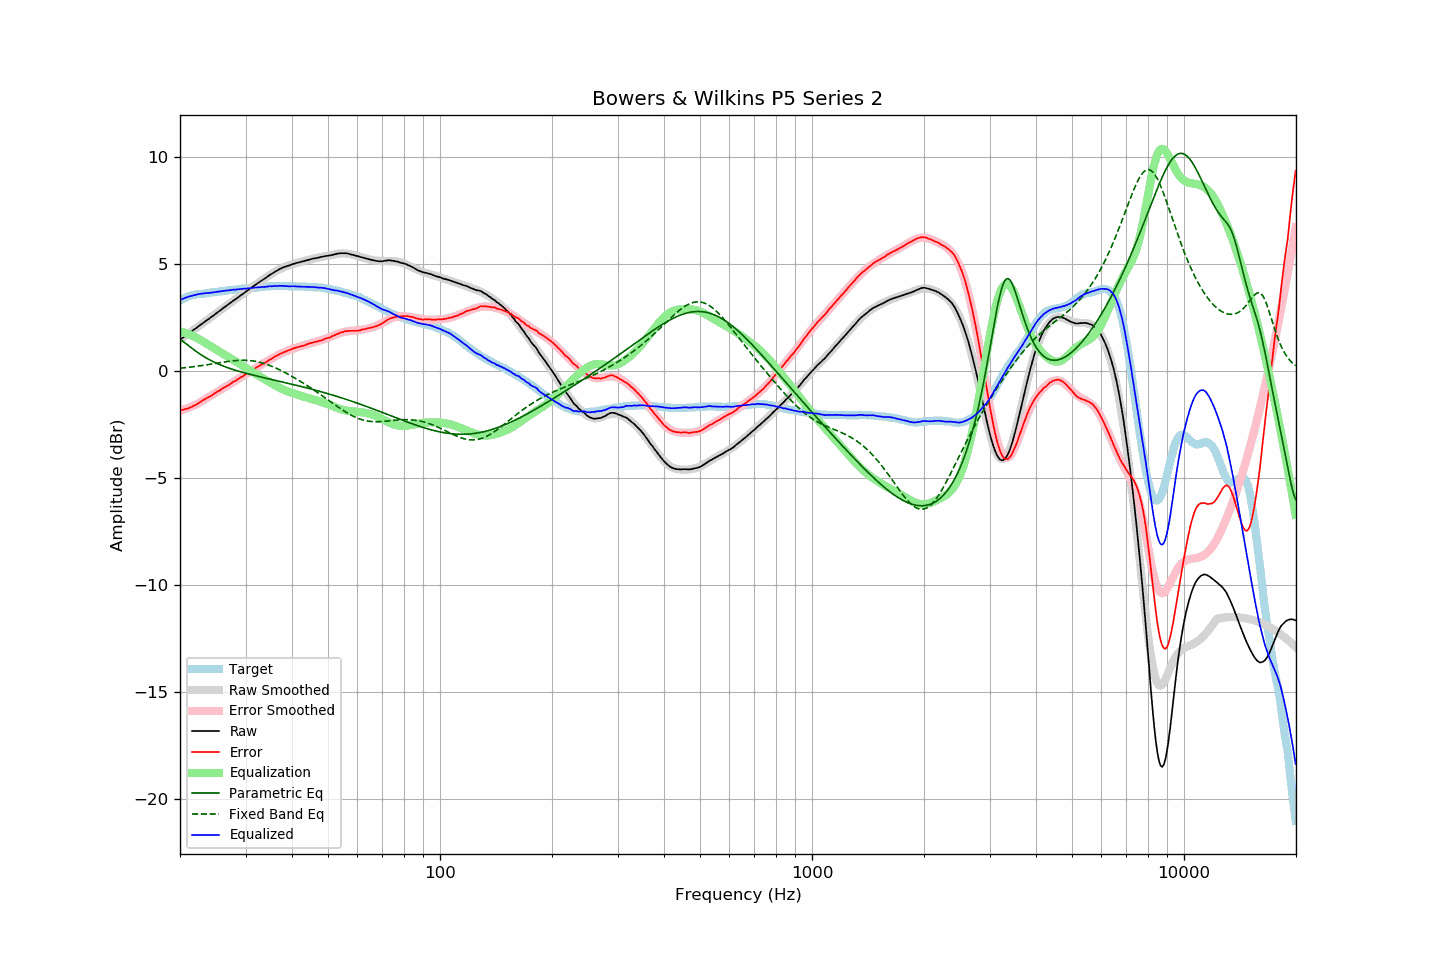 Bowers & Wilkins P5 Series 2
Amplitude (dBr)
10
5
0
−5
−10
−15
−20
Target
Raw Smoothed
Error Smoothed
Raw
Error
Equalization
Parametric Eq
Fixed Band Eq
Equalized
100
1000
10000
Frequency (Hz)